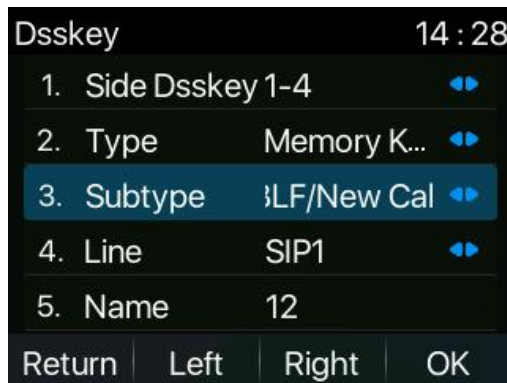 Dsskey 14:28
1. Side Dsskey 1-4
2. Type Memory K...
3. Subtype BLF/New Cal
4. Line SIP1
5. Name 12
Return Left Right OK